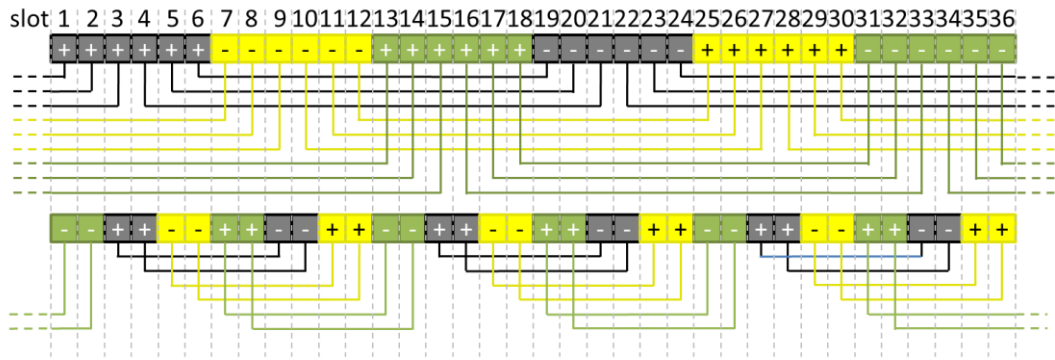 slot 1 2 3 4 5 6 7 8 9 10 11 12 13 14 15 16 17 18 19 20 21 22 23 24 25 26 27 28 29 30 31 32 33 34 35 36
+ + + + + + - - - - - - + + + + + + - - - - - - + + + + + + - - - - - -
- - + + - - + + - - + + - - + + - - + + - - + + - - + + - - + + - - + +